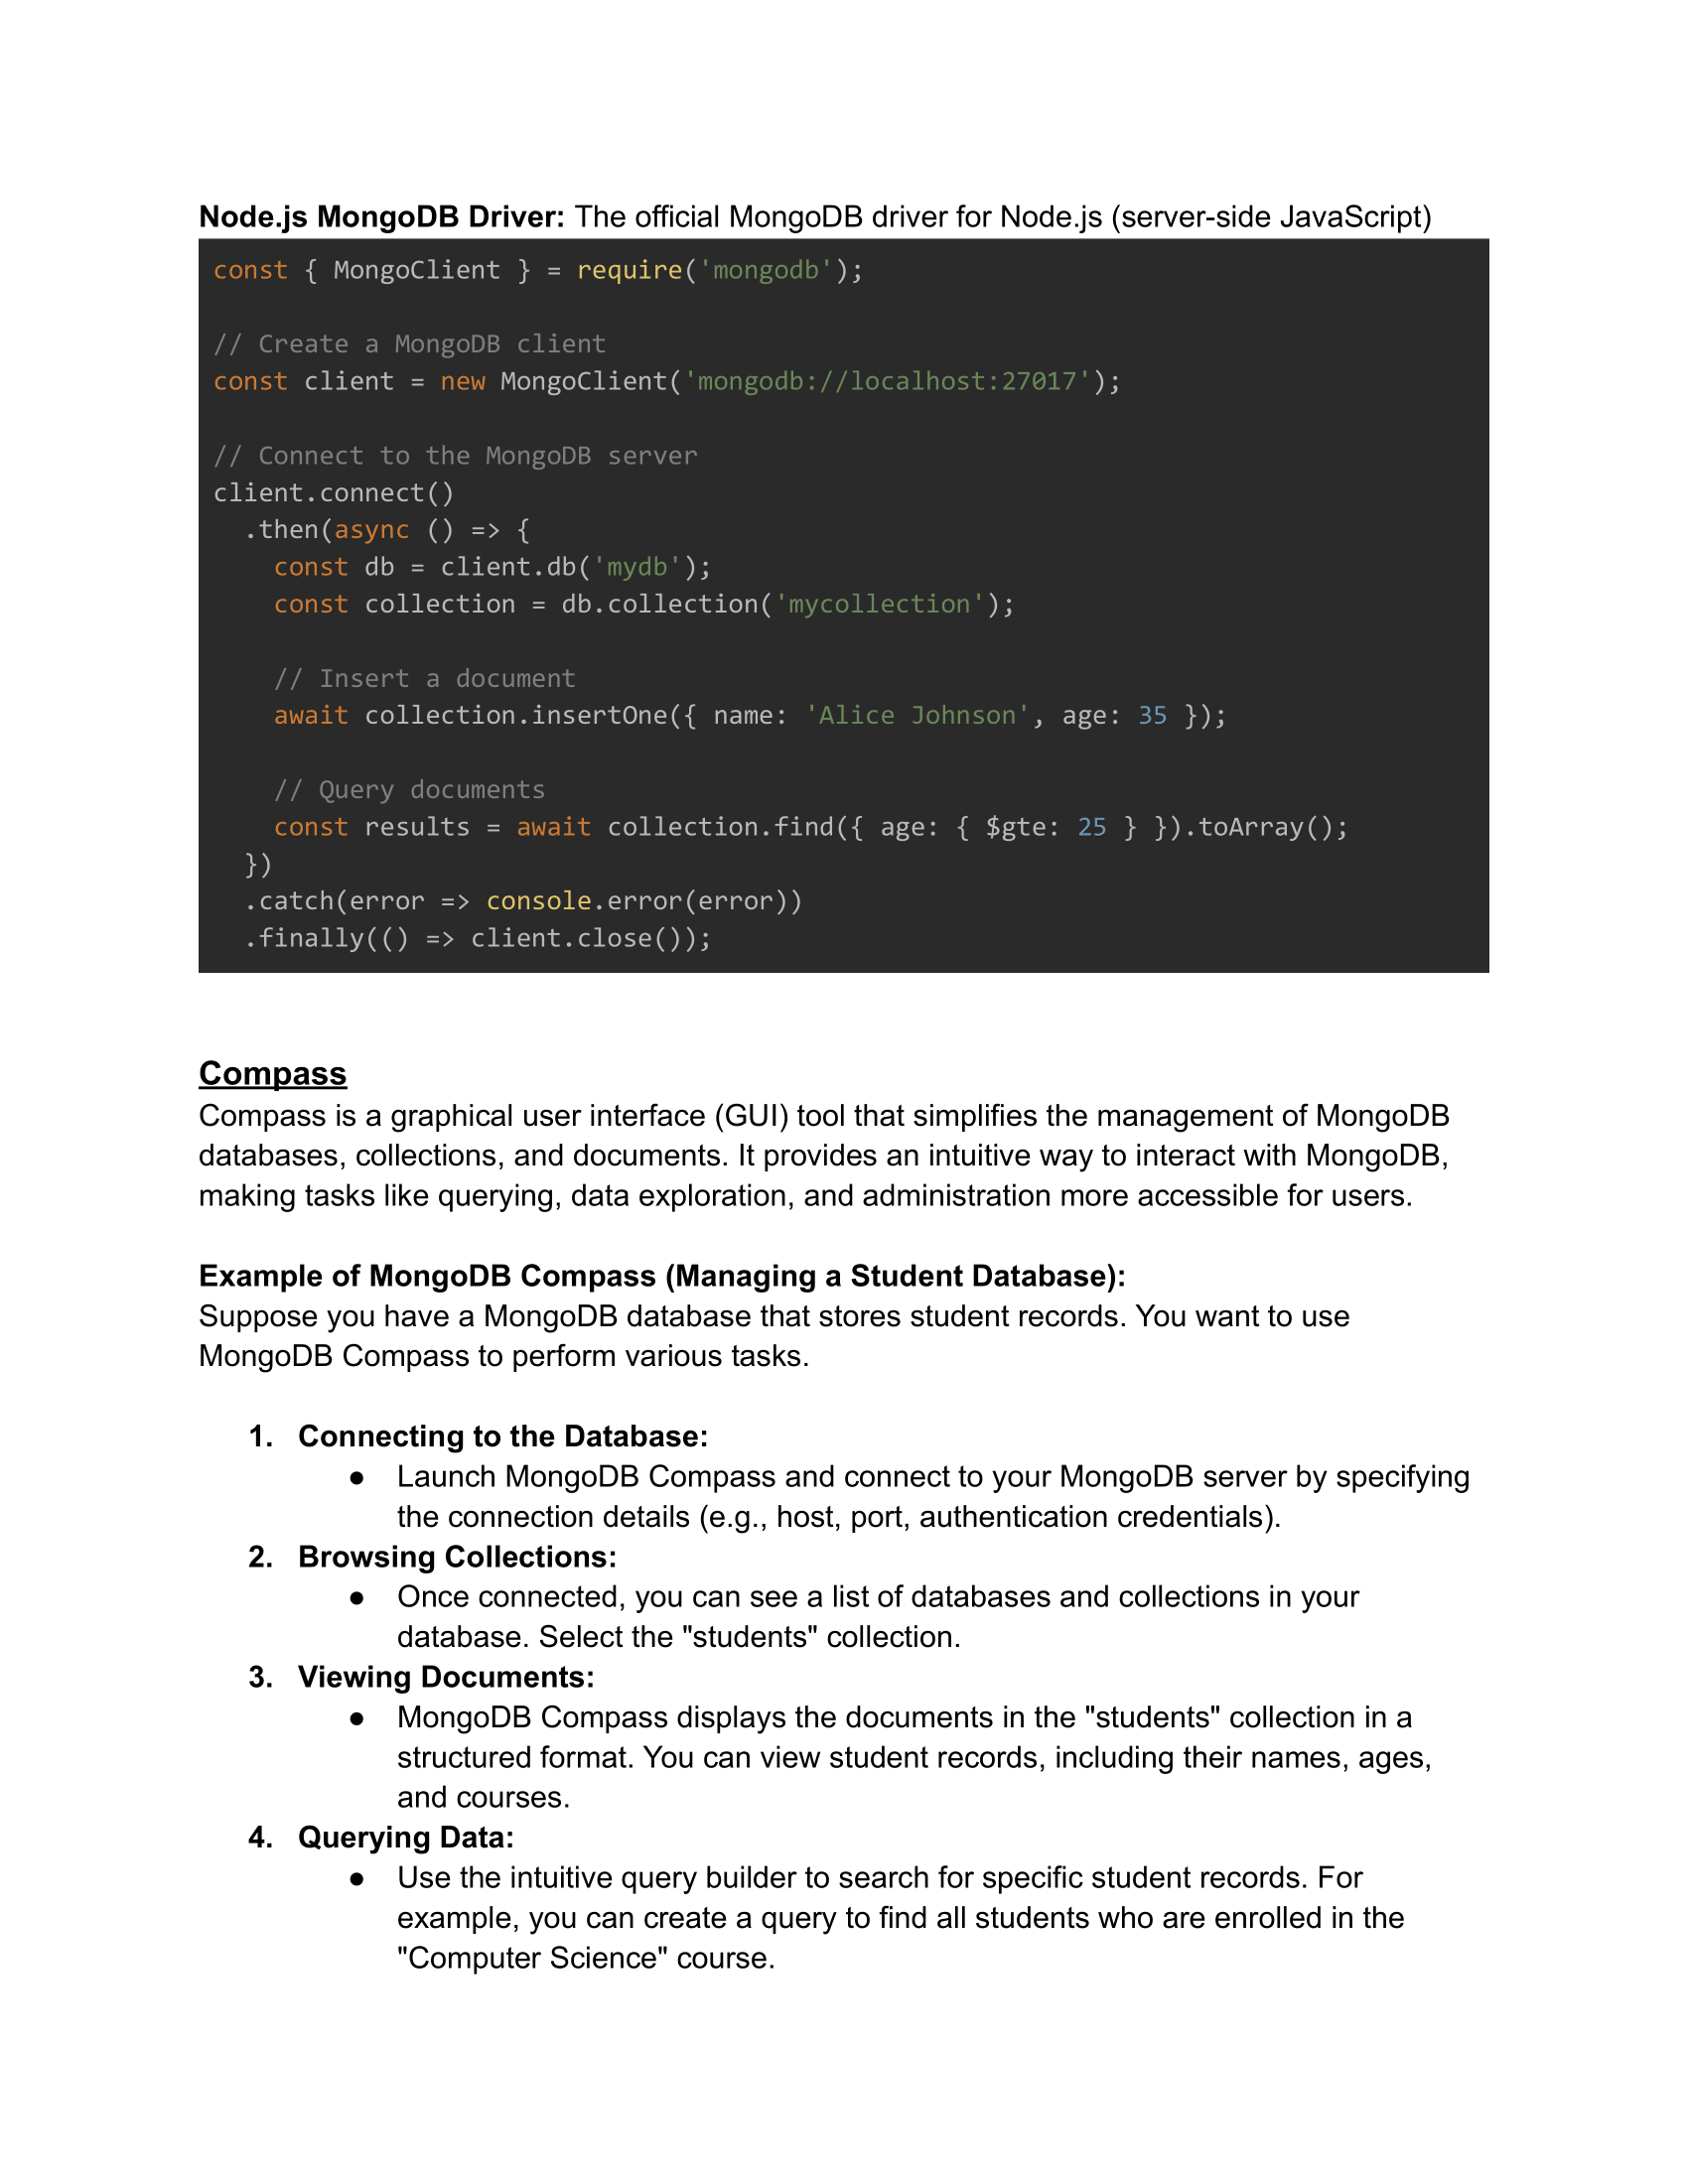 Node.js MongoDB Driver: The official MongoDB driver for Node.js (server-side JavaScript)
const { MongoClient } = require('mongodb');
// Create a MongoDB client
const client = new MongoClient('mongodb://localhost:27017');
// Connect to the MongoDB server
client.connect()
  .then(async () => {
    const db = client.db('mydb');
    const collection = db.collection('mycollection');
    // Insert a document
    await collection.insertOne({ name: 'Alice Johnson', age: 35 });
    // Query documents
    const results = await collection.find({ age: { $gte: 25 } }).toArray();
  })
  .catch(error => console.error(error))
  .finally(() => client.close());
Compass
Compass is a graphical user interface (GUI) tool that simplifies the management of MongoDB
databases, collections, and documents. It provides an intuitive way to interact with MongoDB,
making tasks like querying, data exploration, and administration more accessible for users.
Example of MongoDB Compass (Managing a Student Database):
Suppose you have a MongoDB database that stores student records. You want to use
MongoDB Compass to perform various tasks.
1. Connecting to the Database:
● Launch MongoDB Compass and connect to your MongoDB server by specifying
the connection details (e.g., host, port, authentication credentials).
2. Browsing Collections:
● Once connected, you can see a list of databases and collections in your
database. Select the "students" collection.
3. Viewing Documents:
● MongoDB Compass displays the documents in the "students" collection in a
structured format. You can view student records, including their names, ages,
and courses.
4. Querying Data:
● Use the intuitive query builder to search for specific student records. For
example, you can create a query to find all students who are enrolled in the
"Computer Science" course.